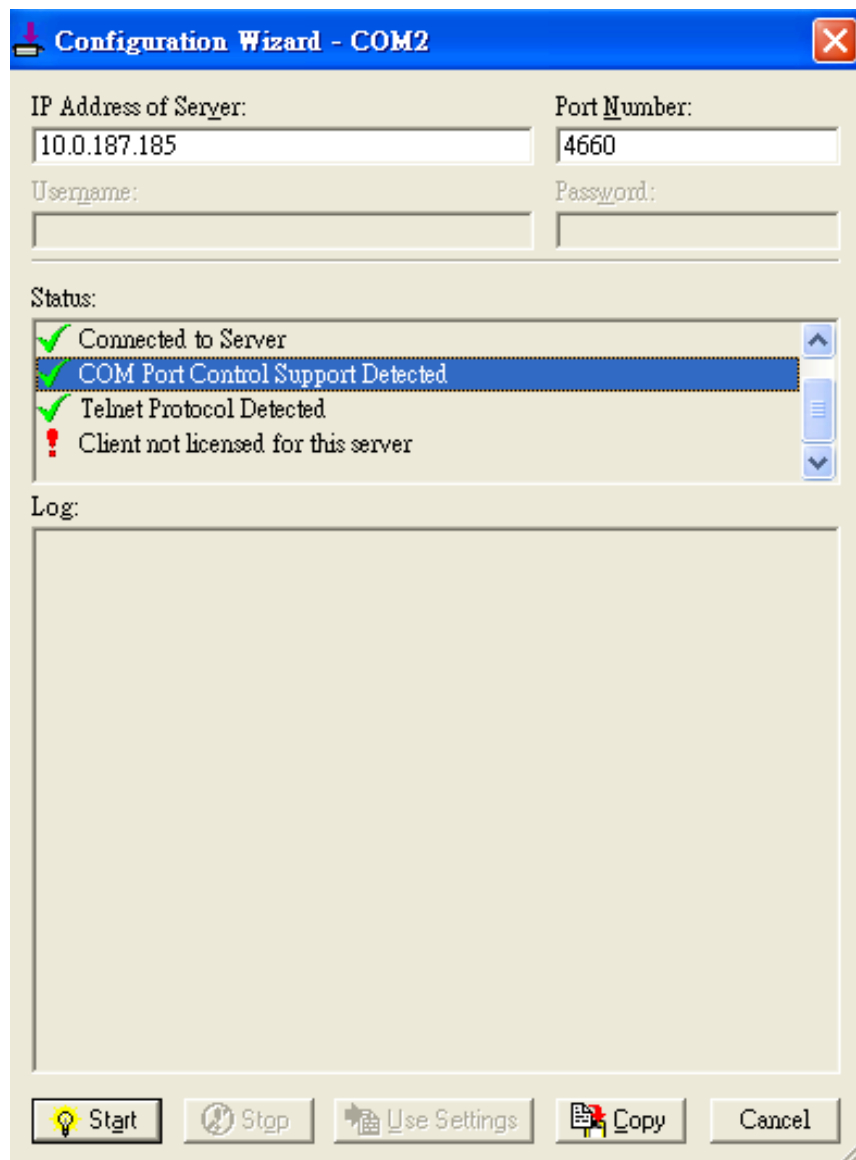 Configuration Wizard - COM2
IP Address of Server: Port Number:
10.0.187.185 4660
Username: Password:
Status:
Connected to Server
COM Port Control Support Detected
Telnet Protocol Detected
Client not licensed for this server
Log:
Start Stop Use Settings Copy Cancel